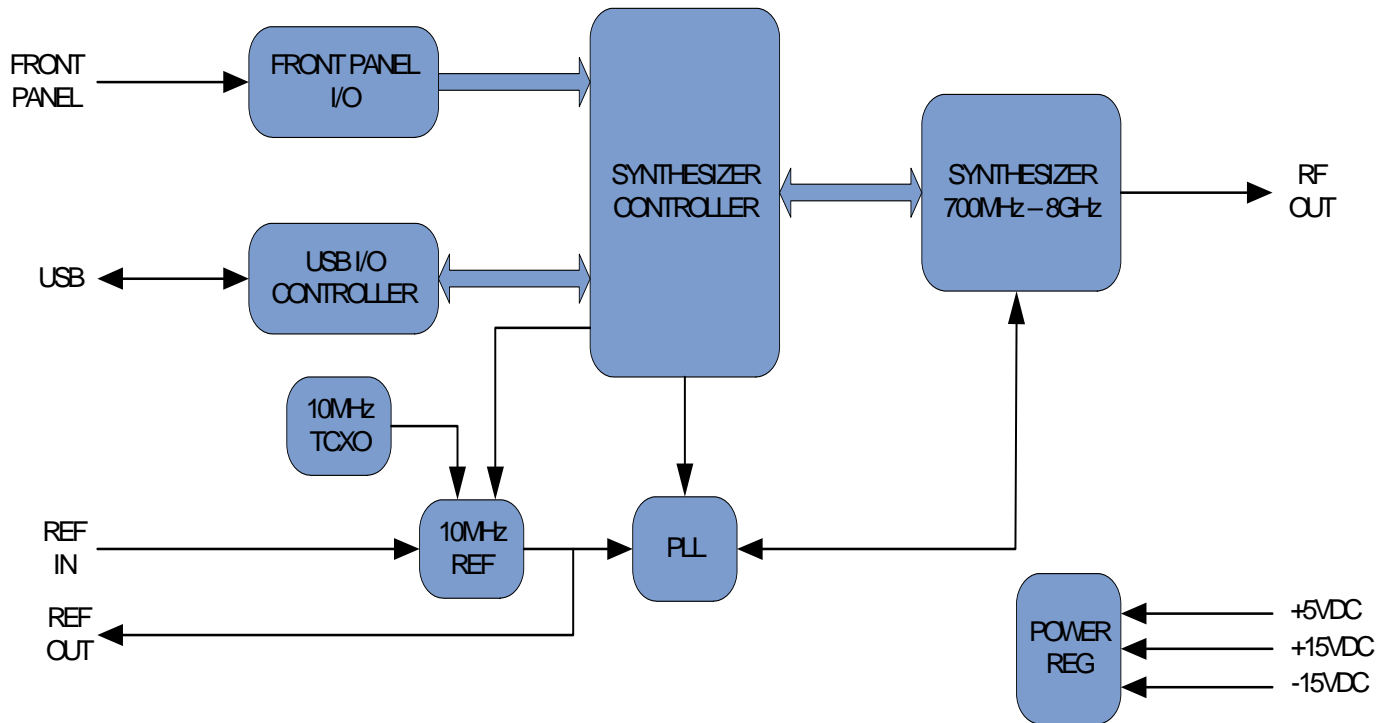 FRONT
PANEL
FRONT PANEL
I/O
SYNTHESIZER
CONTROLLER
SYNTHESIZER
700MHz – 8GHz
RF
OUT
USB
USB I/O
CONTROLLER
10MHz
TCXO
REF
IN
10MHz
REF
PLL
REF
OUT
POWER
REG
+5VDC
+15VDC
-15VDC